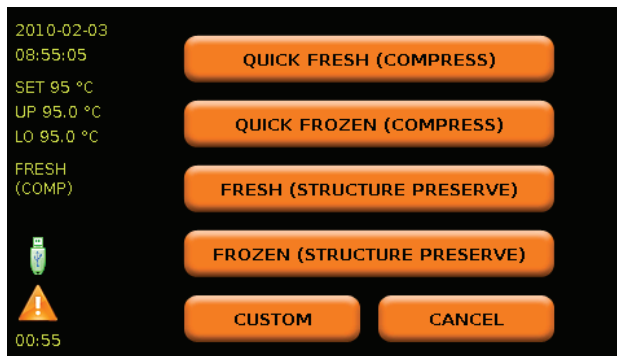 2010-02-03
08:55:05
SET 95 °C
UP 95.0 °C
LO 95.0 °C
FRESH
(COMP)
00:55
QUICK FRESH (COMPRESS)
QUICK FROZEN (COMPRESS)
FRESH (STRUCTURE PRESERVE)
FROZEN (STRUCTURE PRESERVE)
CUSTOM
CANCEL